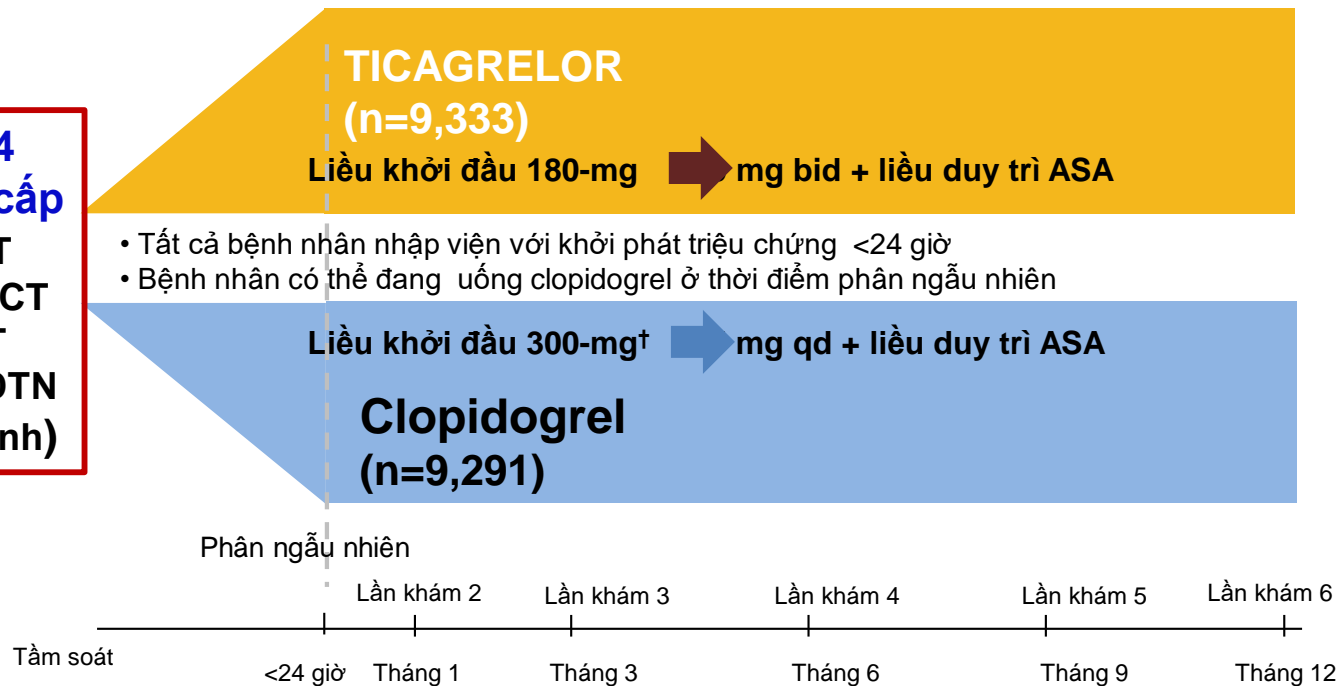 TICAGRELOR
(n=9,333)
Liều khởi đầu 180-mg mg bid + liều duy trì ASA
4
cấp
T
CT
T
OTN
nh)
• Tất cả bệnh nhân nhập viện với khởi phát triệu chứng <24 giờ
• Bệnh nhân có thể đang uống clopidogrel ở thời điểm phân ngẫu nhiên
Liều khởi đầu 300-mg† mg qd + liều duy trì ASA
Clopidogrel
(n=9,291)
Phân ngẫu nhiên
Lần khám 2 Lần khám 3 Lần khám 4 Lần khám 5 Lần khám 6
Tầm soát
<24 giờ Tháng 1 Tháng 3 Tháng 6 Tháng 9 Tháng 12